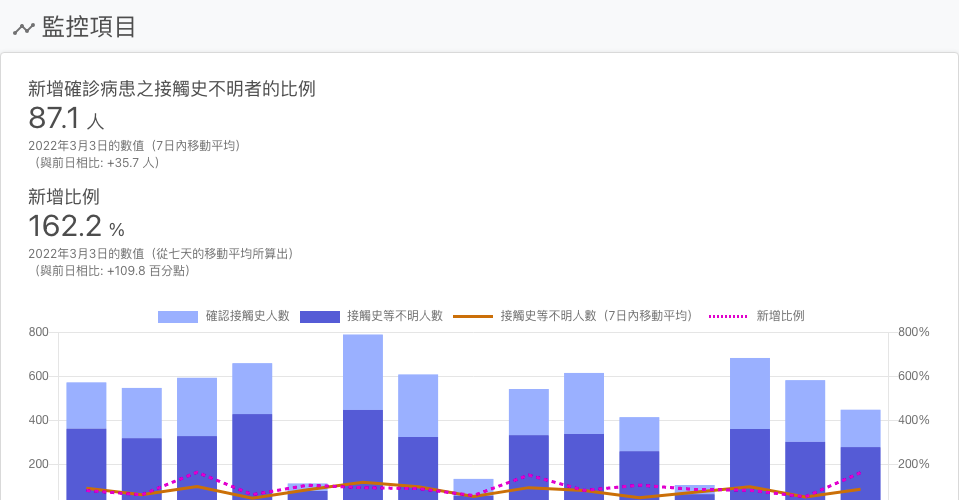 監控項目
新增確診病患之接觸史不明者的比例
87.1 人
2022年3月3日的數值（7日內移動平均）
（與前日相比: +35.7 人）
新增比例
162.2 %
2022年3月3日的數值（從七天的移動平均所算出）
（與前日相比: +109.8 百分點）
確認接觸史人數 接觸史等不明人數 接觸史等不明人數（7日內移動平均） 新增比例
800 800%
600 600%
400 400%
200 200%